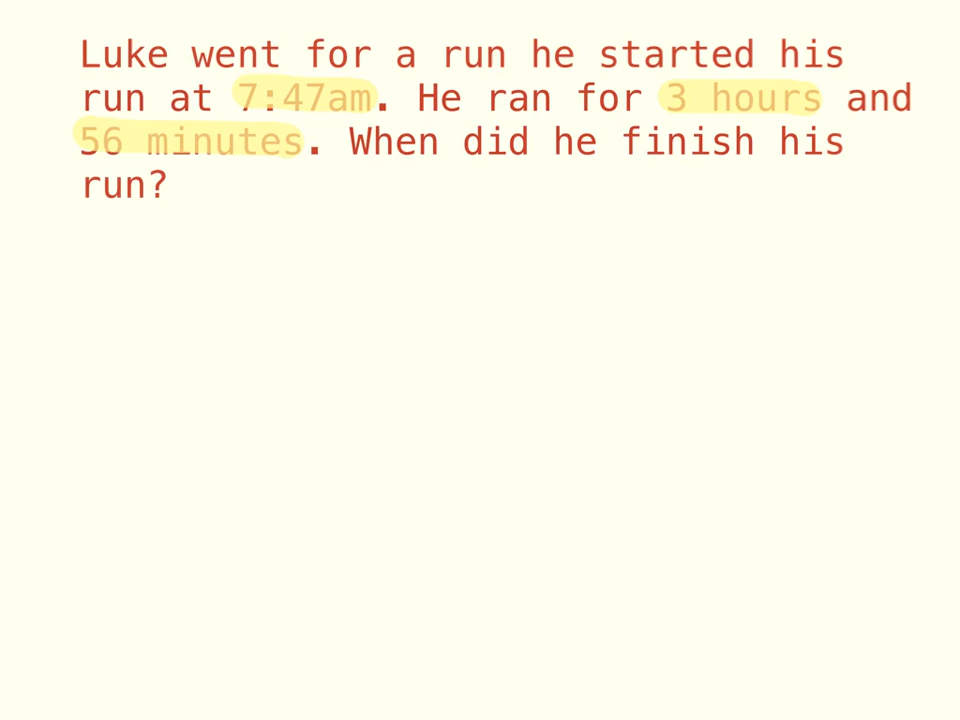 Luke went for a run he started his
run at 7:47am. He ran for 3 hours and
56 minutes. When did he finish his
run?